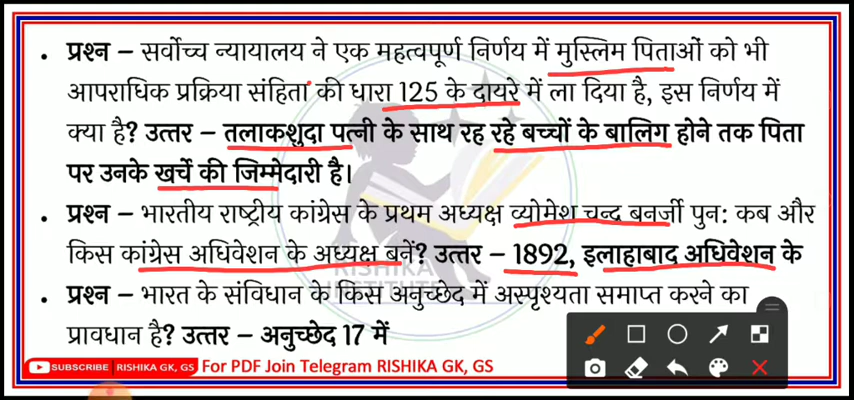 • प्रश्न – सर्वोच्च न्यायालय ने एक महत्वपूर्ण निर्णय में मुस्लिम पिताओं को भी
आपराधिक प्रक्रिया संहिता की धारा 125 के दायरे में ला दिया है, इस निर्णय में
क्या है? उत्तर – तलाकशुदा पत्नी के साथ रह रहे बच्चों के बालिग होने तक पिता
पर उनके खर्चे की जिम्मेदारी है।
• प्रश्न – भारतीय राष्ट्रीय कांग्रेस के प्रथम अध्यक्ष व्योमेश चन्द्र बनर्जी पुन: कब और
किस कांग्रेस अधिवेशन के अध्यक्ष बनें? उत्तर – 1892, इलाहाबाद अधिवेशन के
RISHIKA
INSTITUTE
• प्रश्न – भारत के संविधान के किस अनुच्छेद में अस्पृश्यता समाप्त करने का
प्रावधान है? उत्तर – अनुच्छेद 17 में
SUBSCRIBE RISHIKA GK, GS For PDF Join Telegram RISHIKA GK, GS